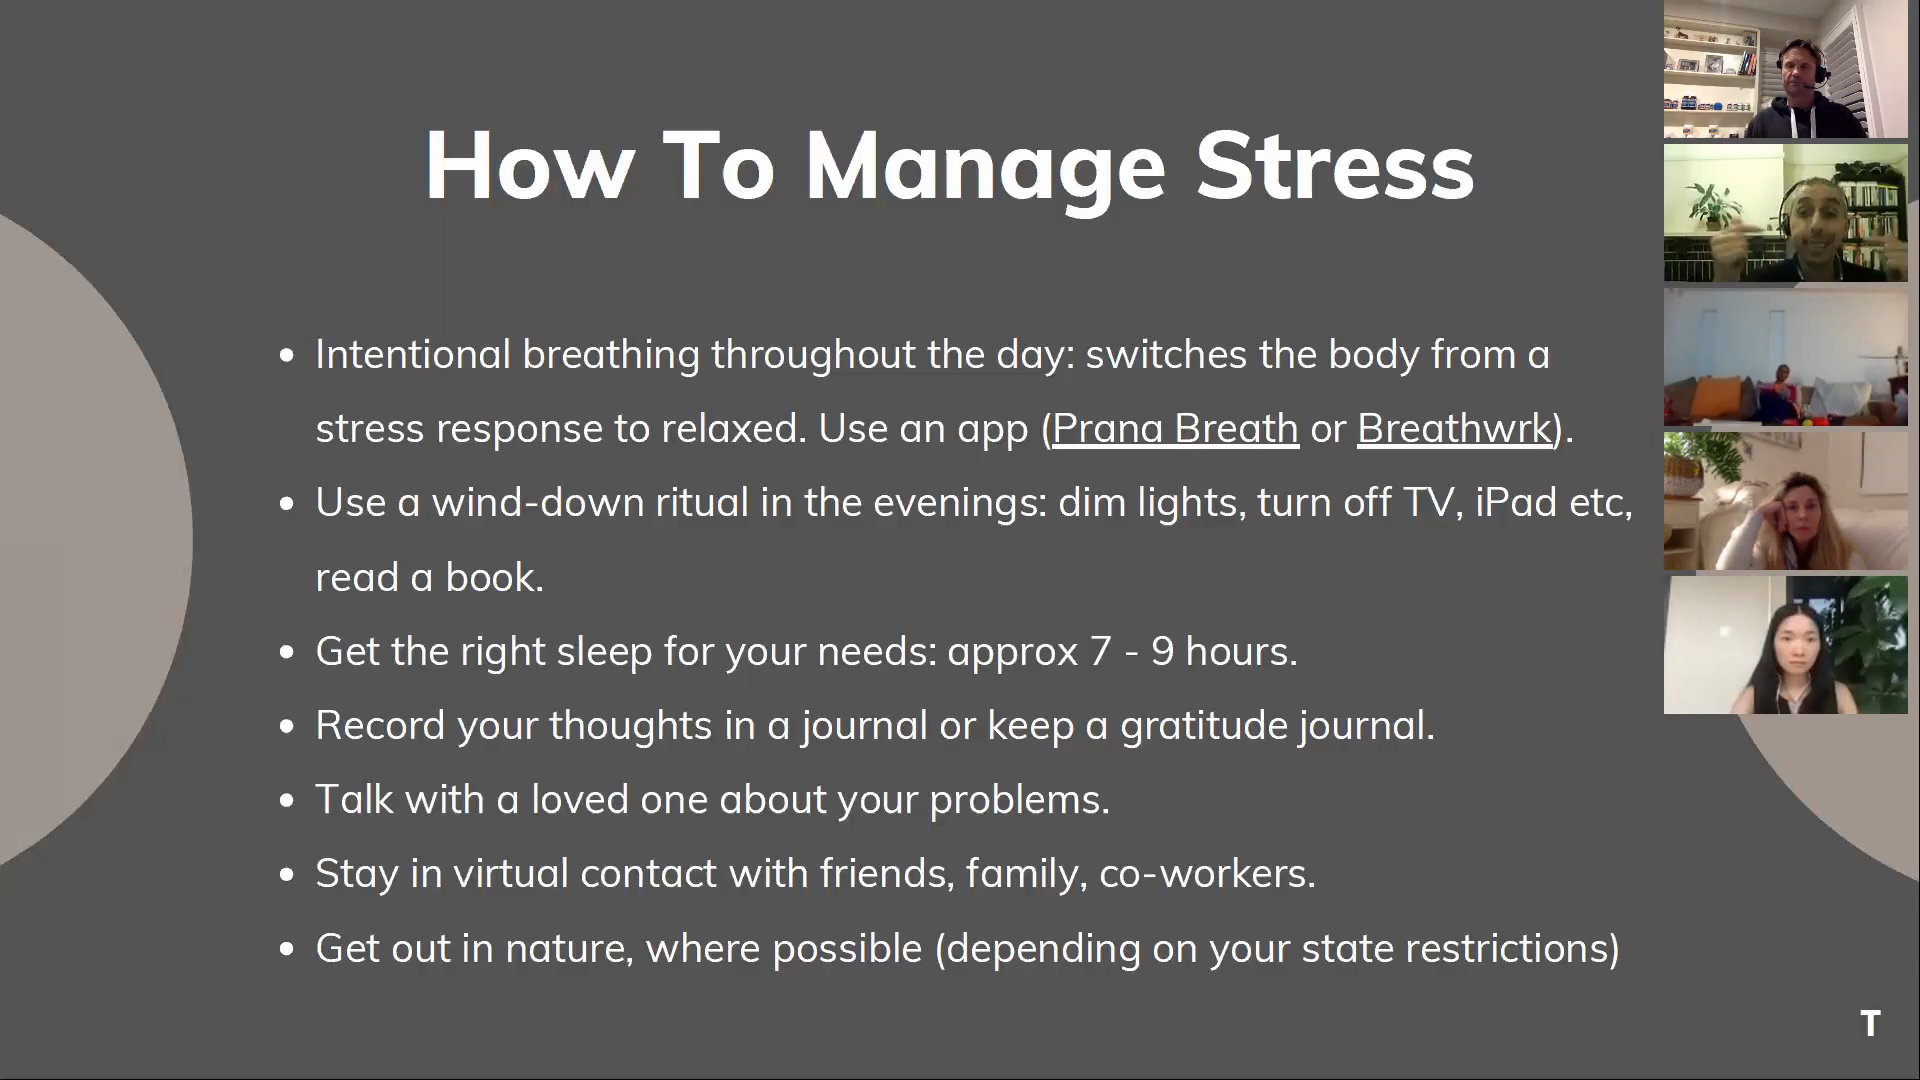 How To Manage Stress
• Intentional breathing throughout the day: switches the body from a
stress response to relaxed. Use an app (Prana Breath or Breathwrk).
• Use a wind-down ritual in the evenings: dim lights, turn off TV, iPad etc,
read a book.
• Get the right sleep for your needs: approx 7 - 9 hours.
• Record your thoughts in a journal or keep a gratitude journal.
• Talk with a loved one about your problems.
• Stay in virtual contact with friends, family, co-workers.
• Get out in nature, where possible (depending on your state restrictions)
T